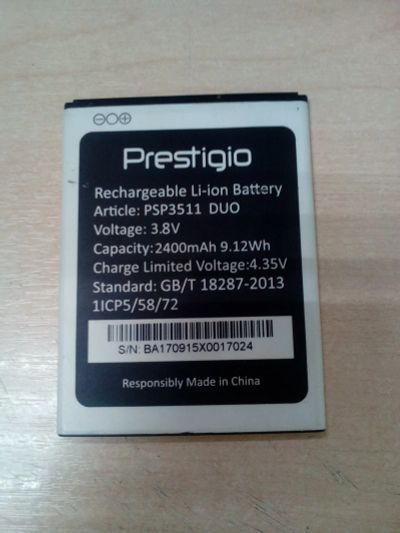 Prestigio
Rechargeable Li-ion Battery
Article: PSP3511 DUO
Voltage: 3.8V
Capacity:2400mAh 9.12Wh
Charge Limited Voltage:4.35V
Standard: GB/T 18287-2013
1ICP5/58/72
S/N: BA170915X0017024
Responsibly Made in China